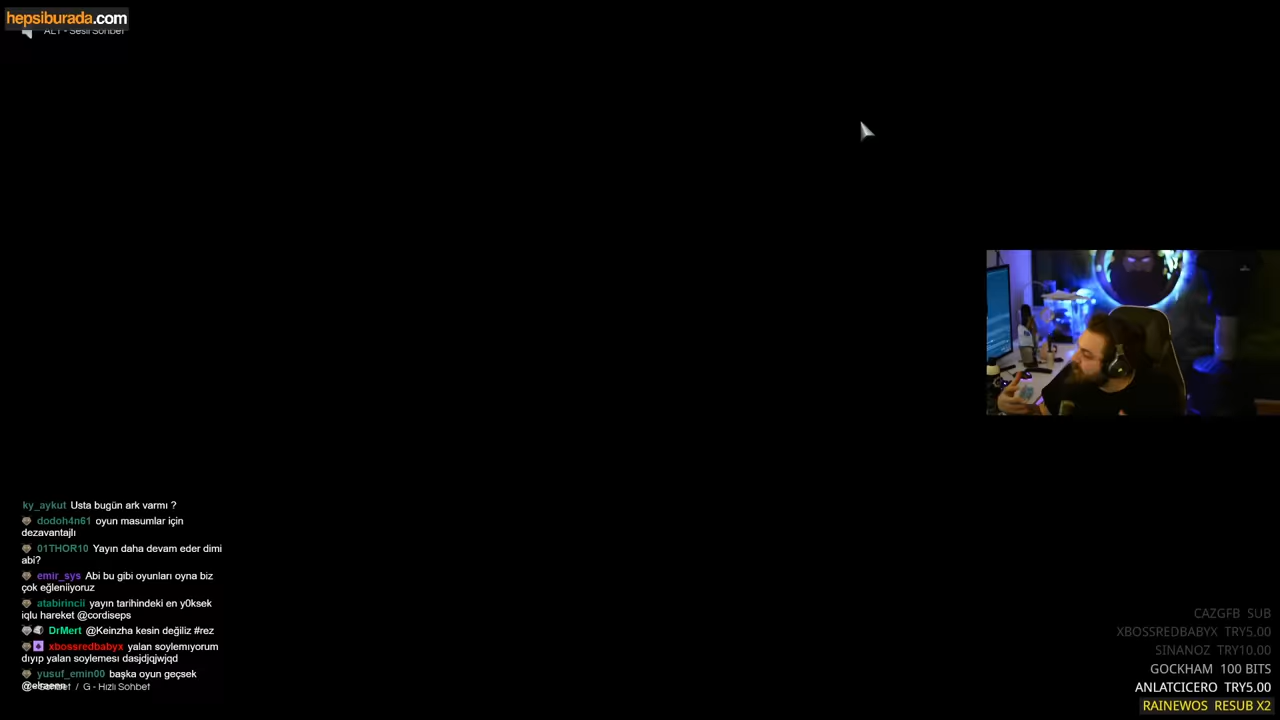 hepsiburada.com
ALT - Sesli Sohbet
ky_aykut Usta bugün ark varmı ?
dodoh4n61 oyun masumlar için
dezavantajlı
01THOR10 Yayın daha devam eder dimi
abi?
emir_sys Abi bu gibi oyunları oyna biz
çok eğleniiyoruz
atabirincii yayın tarihindeki en y0ksek
iqlu hareket @cordiseps
DrMert @Keinzha kesin değiliz #rez
xbossredbabyx yalan soylemıyorum
dıyıp yalan soylemesı dasjdjqjwjqd
yusuf_emin00 başka oyun geçsek
Sohbet / G - Hızlı Sohbet
CAZGFB SUB
XBOSSREDBABYX TRY5.00
SINANOZ TRY10.00
GOCKHAM 100 BITS
ANLATCICERO TRY5.00
RAINEWOS RESUB X2